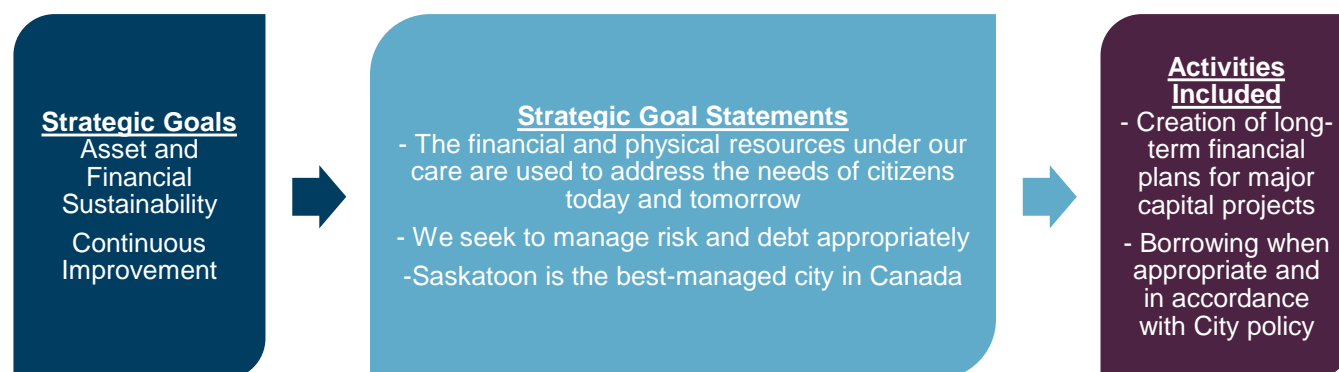 Strategic Goals
Asset and
Financial
Sustainability
Continuous
Improvement
Strategic Goal Statements
- The financial and physical resources under our
care are used to address the needs of citizens
today and tomorrow
- We seek to manage risk and debt appropriately
-Saskatoon is the best-managed city in Canada
Activities
Included
- Creation of long-
term financial
plans for major
capital projects
- Borrowing when
appropriate and
in accordance
with City policy